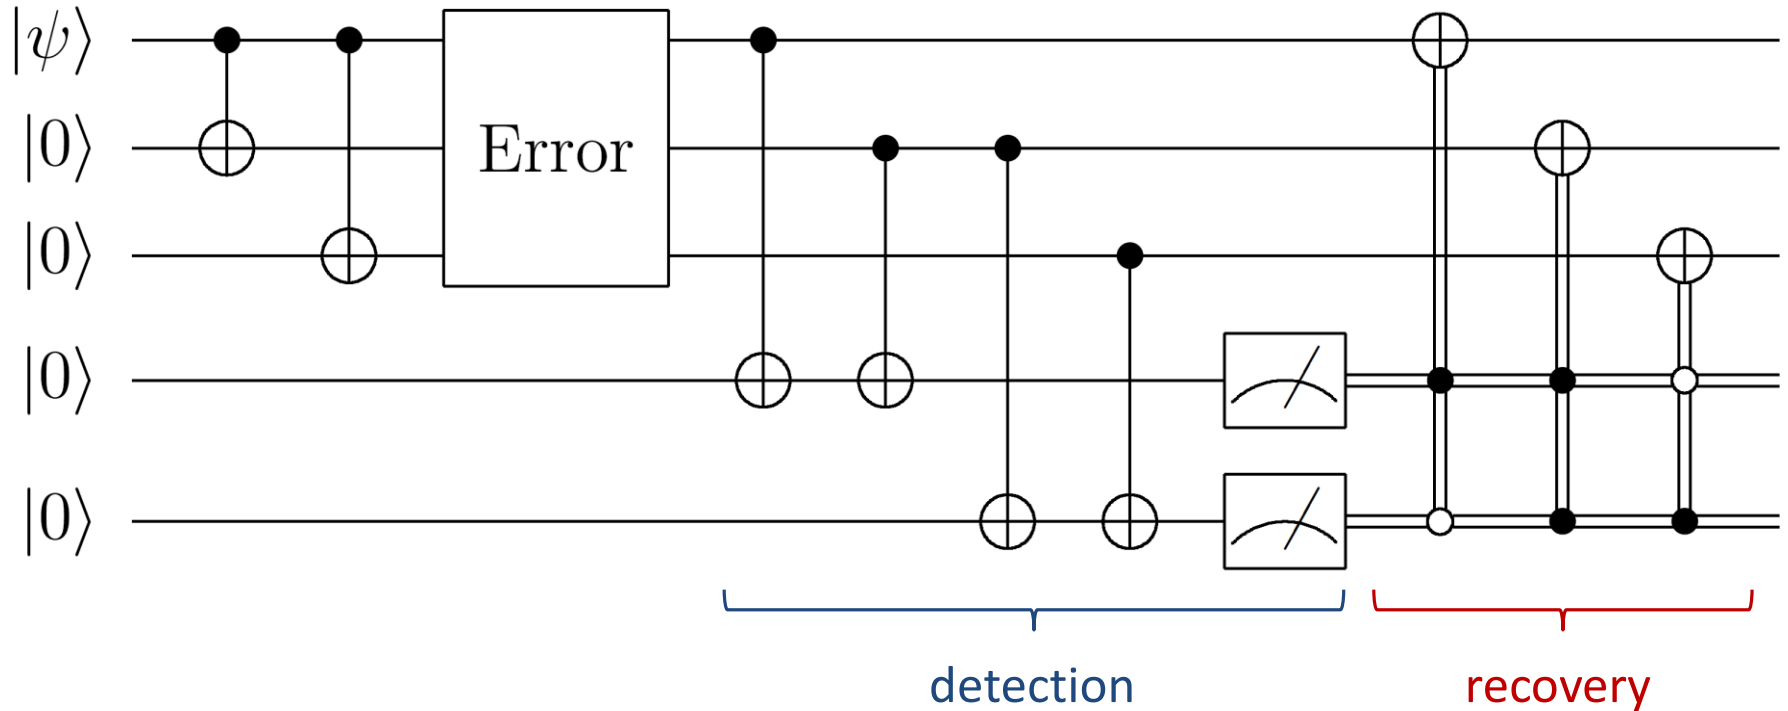 |ψ⟩
|0⟩
Error
|0⟩
|0⟩
|0⟩
detection
recovery